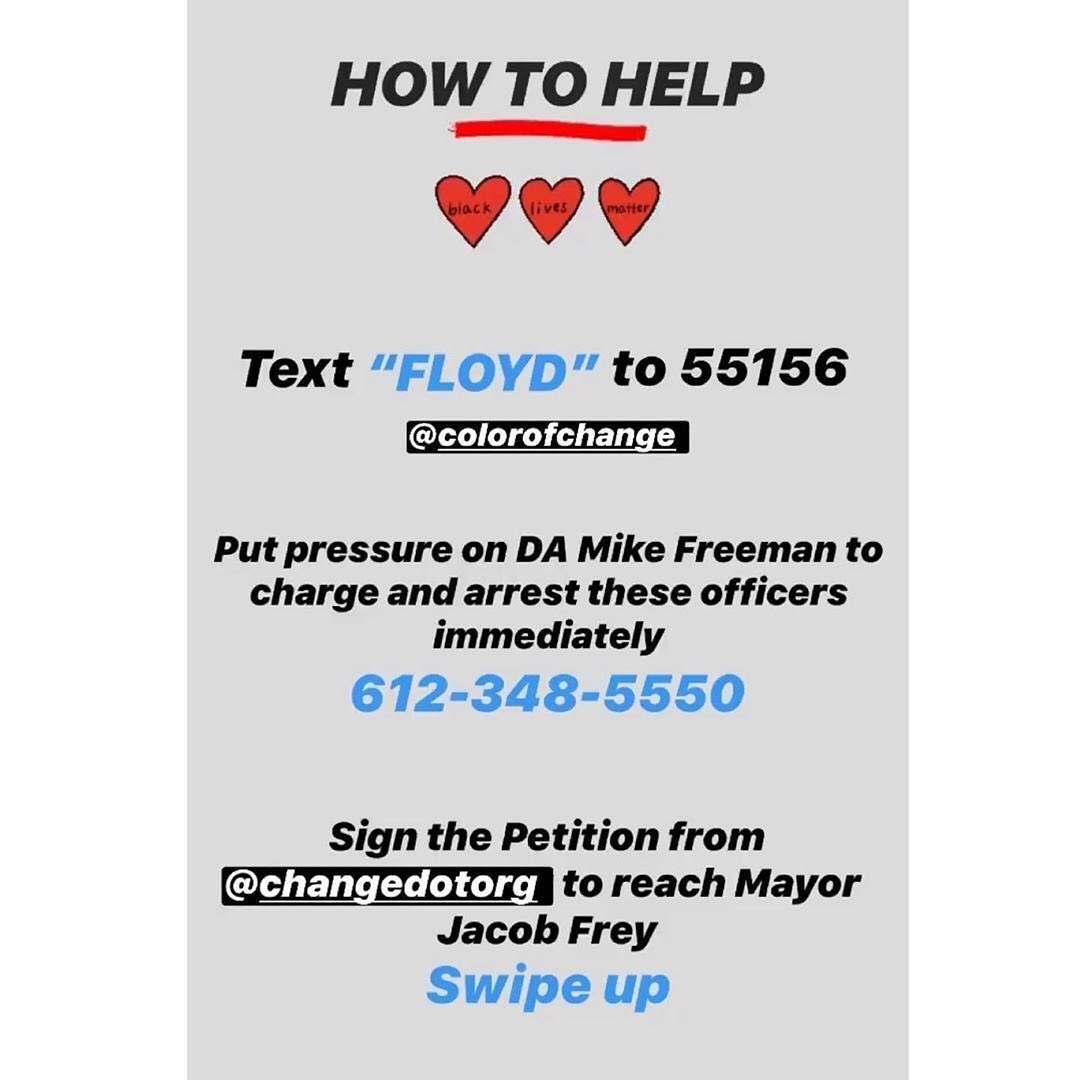 HOW TO HELP
black lives matter
Text “FLOYD” to 55156
@colorofchange
Put pressure on DA Mike Freeman to
charge and arrest these officers
immediately
612-348-5550
Sign the Petition from
@changedotorg to reach Mayor
Jacob Frey
Swipe up